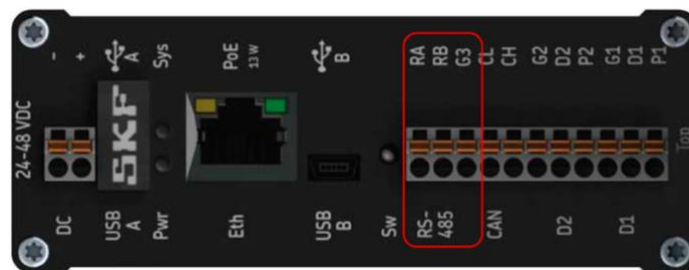 - + A Sys PoE 13 W B RA RB G3 CL CH G2 D2 P2 G1 D1 P1
24-48 VDC
SKF
Top
DC USB A Pwr Eth USB B Sw RS-485 CAN D2 D1